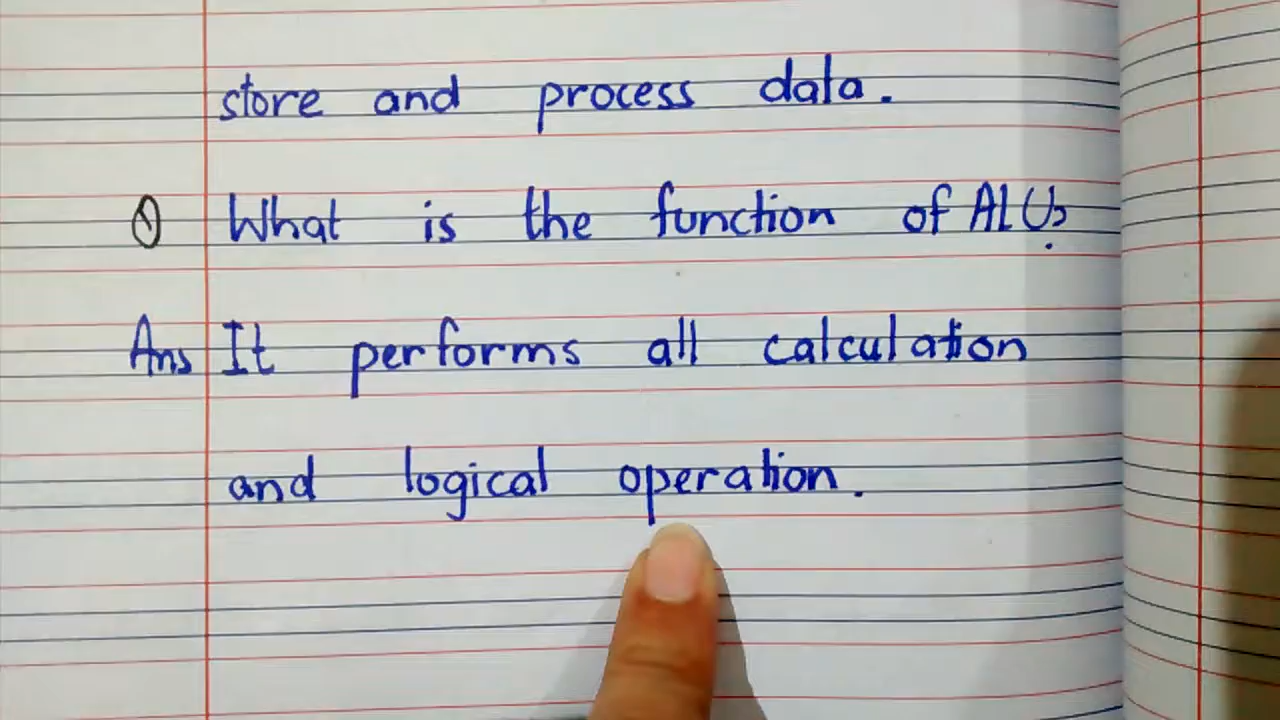 store and process data.
Q What is the function of ALU?
Ans It performs all calculation
and logical operation.